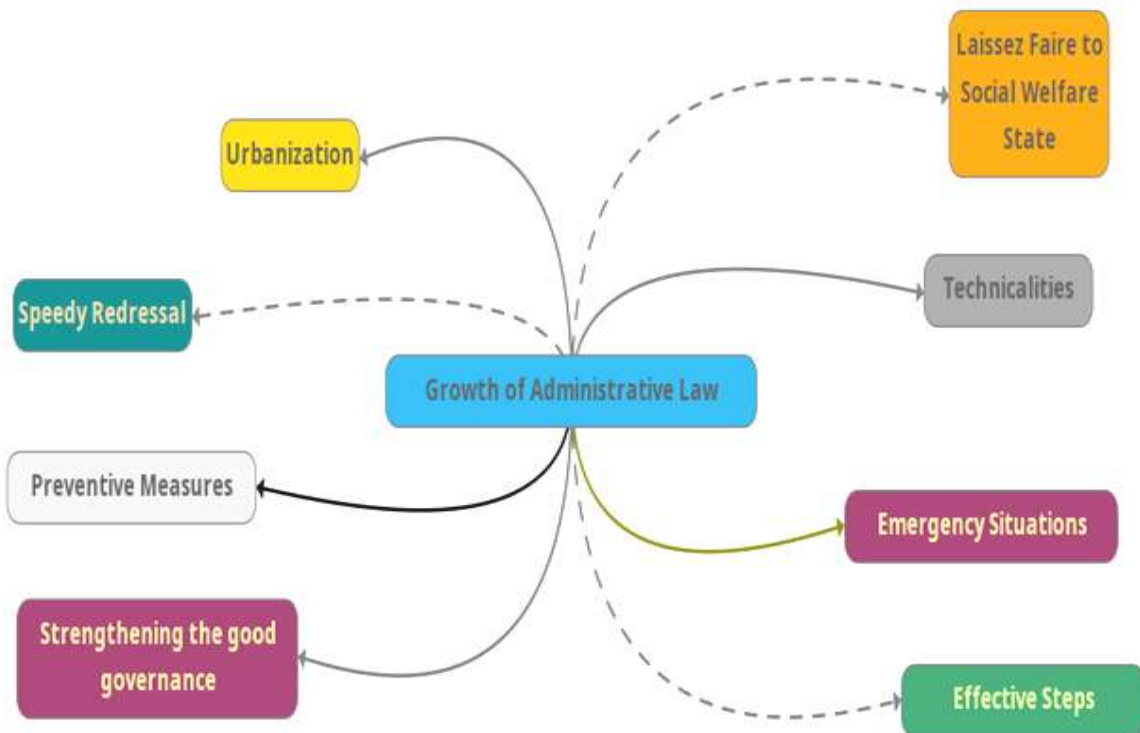 Laissez Faire to
Social Welfare
State
Urbanization
Technicalities
Speedy Redressal
Growth of Administrative Law
Preventive Measures
Emergency Situations
Strengthening the good
governance
Effective Steps